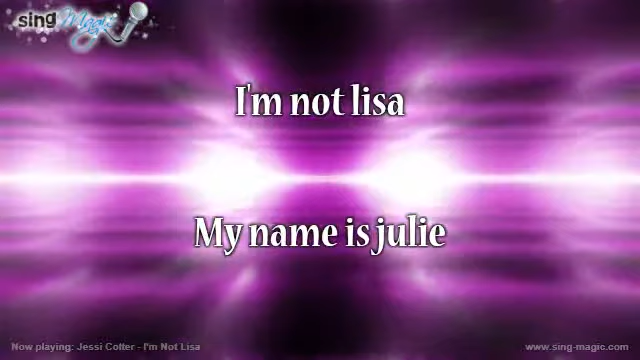 sing Magic
I'm not lisa
My name is julie
Now playing: Jessi Colter - I'm Not Lisa
www.sing-magic.com